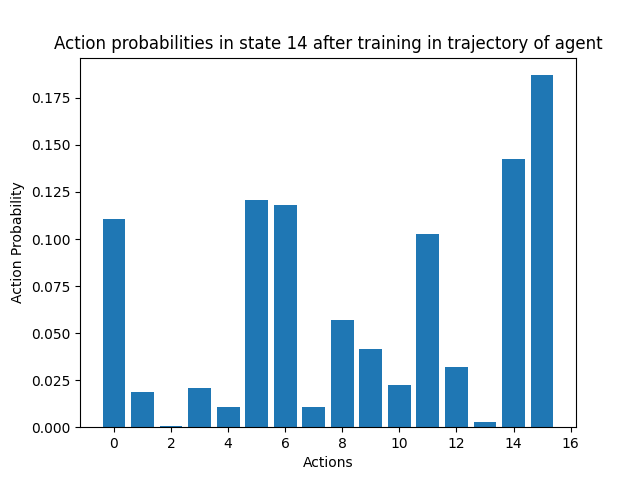 Action probabilities in state 14 after training in trajectory of agent
0.175
0.150
0.125
0.100
0.075
0.050
0.025
0.000
Action Probability
0 2 4 6 8 10 12 14 16
Actions